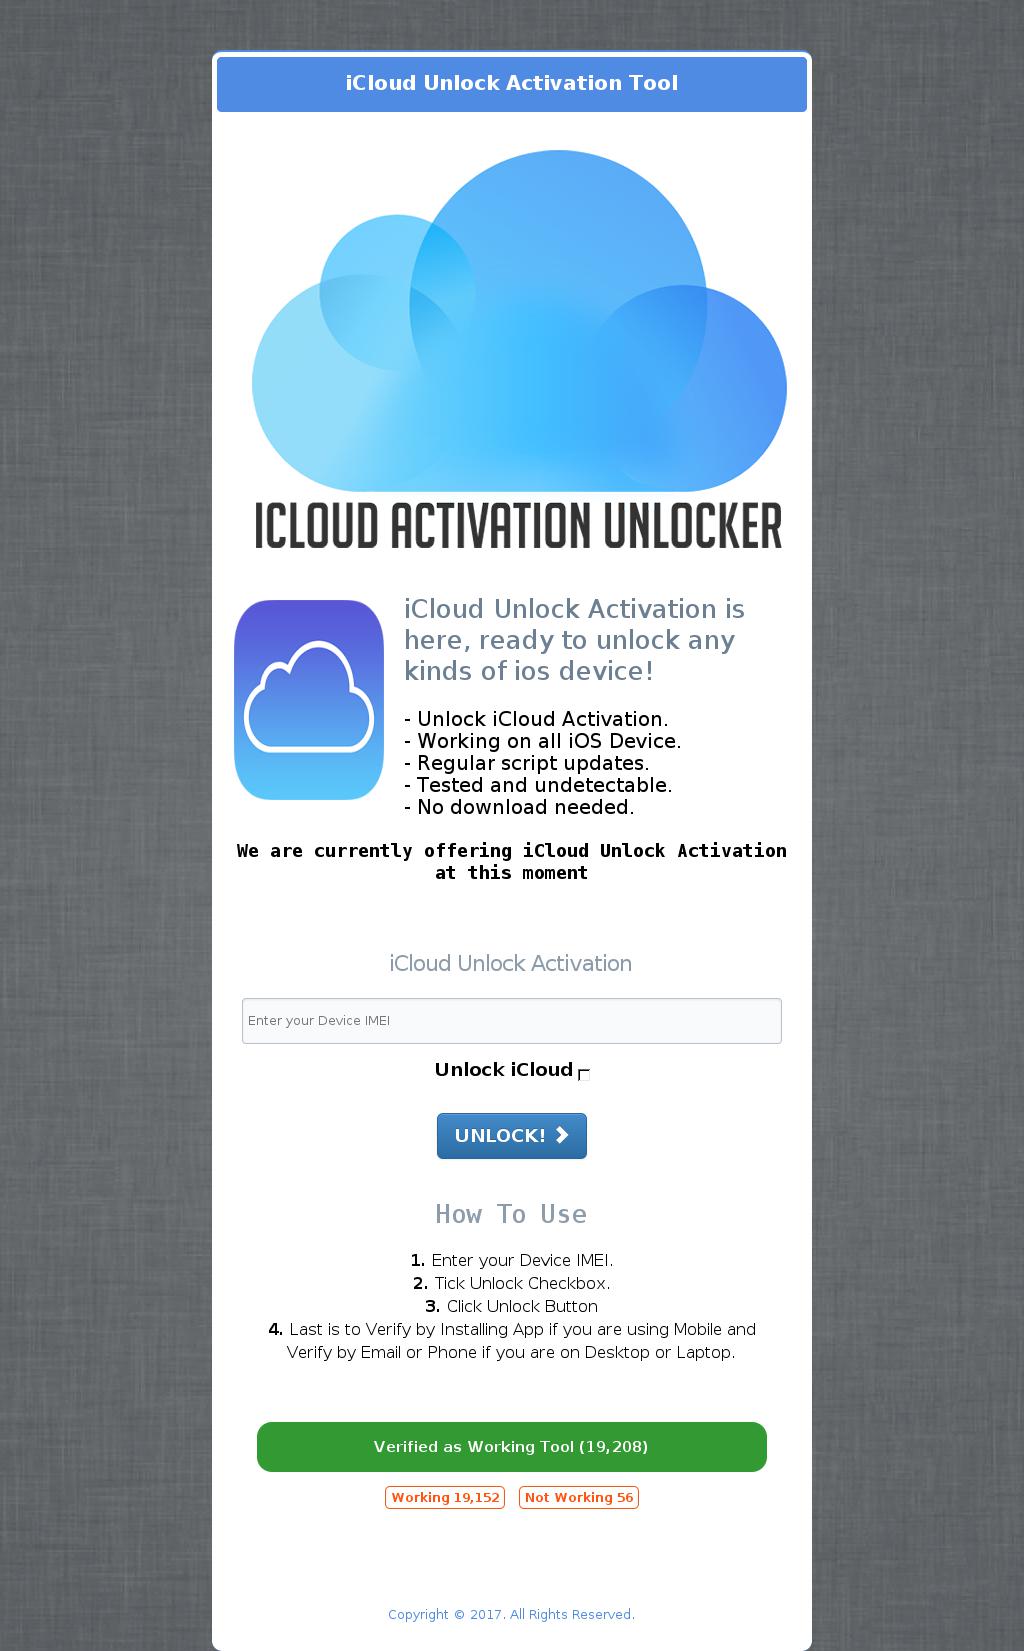 iCloud Unlock Activation Tool
ICLOUD ACTIVATION UNLOCKER
iCloud Unlock Activation is
here, ready to unlock any
kinds of ios device!
- Unlock iCloud Activation.
- Working on all iOS Device.
- Regular script updates.
- Tested and undetectable.
- No download needed.
We are currently offering iCloud Unlock Activation
at this moment
iCloud Unlock Activation
Enter your Device IMEI
Unlock iCloud
UNLOCK!
How To Use
1. Enter your Device IMEI.
2. Tick Unlock Checkbox.
3. Click Unlock Button
4. Last is to Verify by Installing App if you are using Mobile and
Verify by Email or Phone if you are on Desktop or Laptop.
Verified as Working Tool (19,208)
Working 19,152 Not Working 56
Copyright © 2017. All Rights Reserved.